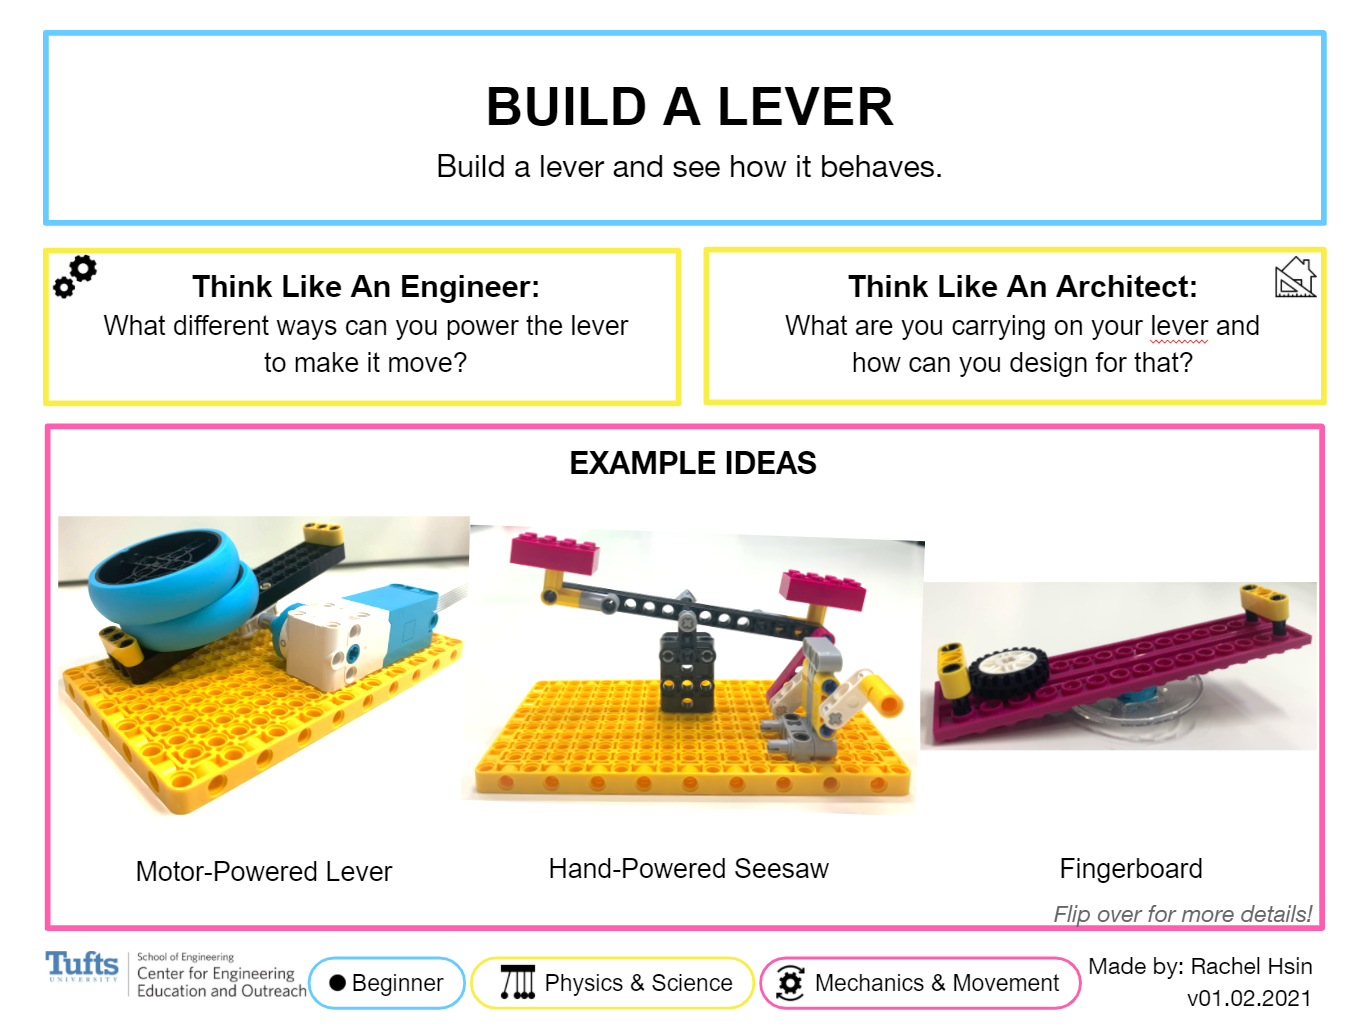 BUILD A LEVER
Build a lever and see how it behaves.
Think Like An Engineer:
What different ways can you power the lever
to make it move?
Think Like An Architect:
What are you carrying on your lever and
how can you design for that?
EXAMPLE IDEAS
Motor-Powered Lever
Hand-Powered Seesaw
Fingerboard
Flip over for more details!
Tufts
UNIVERSITY
School of Engineering
Center for Engineering
Education and Outreach
Beginner
Physics & Science
Mechanics & Movement
Made by: Rachel Hsin
v01.02.2021